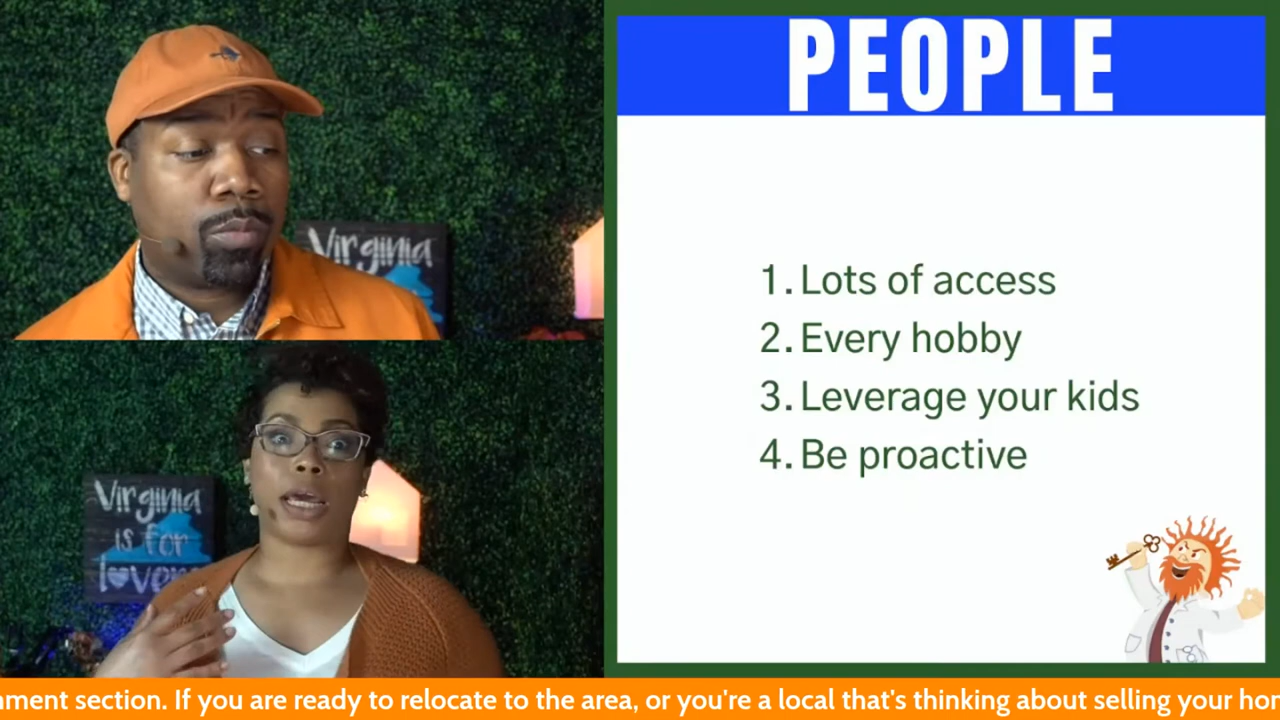 PEOPLE
1. Lots of access
2. Every hobby
3. Leverage your kids
4. Be proactive
Virginia
Virginia
is for
lovers
section. If you are ready to relocate to the area, or you're a local that's thinking about selling your